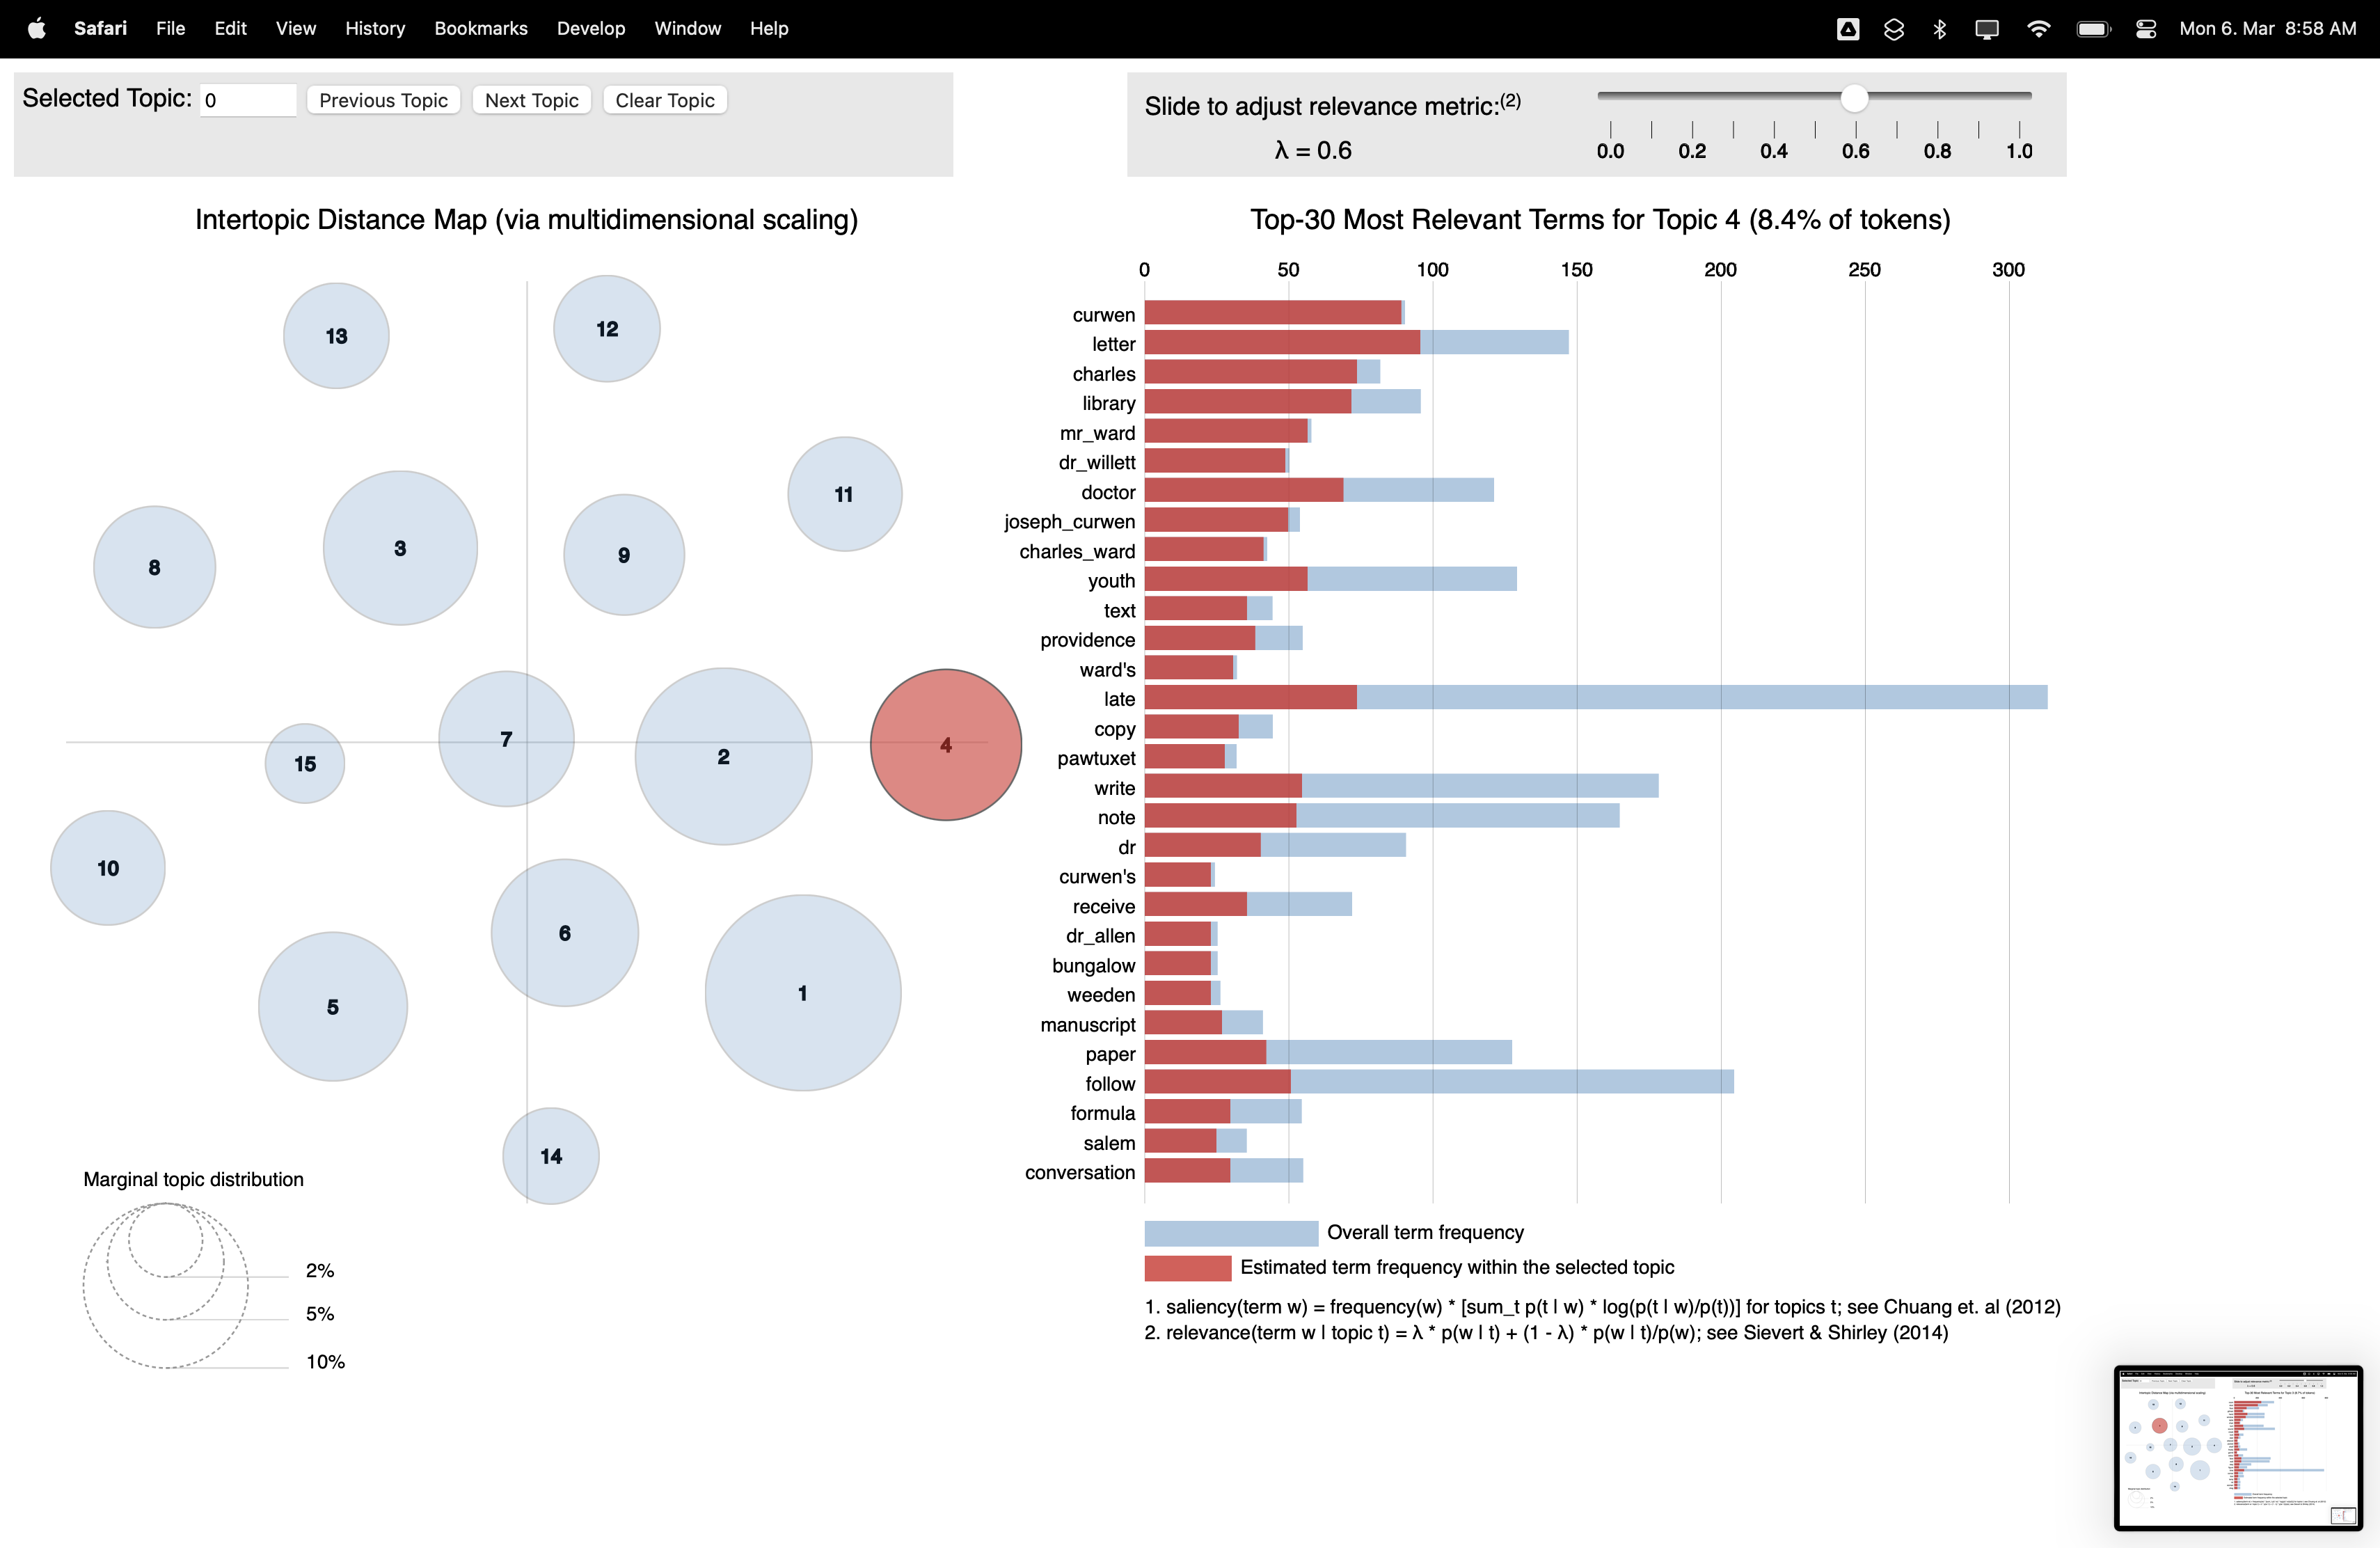 Safari File Edit View History Bookmarks Develop Window Help Mon 6. Mar 8:58 AM
Selected Topic: 0 Previous Topic Next Topic Clear Topic
Slide to adjust relevance metric:(2)
λ = 0.6
0.0 0.2 0.4 0.6 0.8 1.0
Intertopic Distance Map (via multidimensional scaling)
13
12
11
3
9
8
7
2
4
15
10
6
1
5
14
Marginal topic distribution
2%
5%
10%
Top-30 Most Relevant Terms for Topic 4 (8.4% of tokens)
0 50 100 150 200 250 300
curwen
letter
charles
library
mr_ward
dr_willett
doctor
joseph_curwen
charles_ward
youth
text
providence
ward's
late
copy
pawtuxet
write
note
dr
curwen's
receive
dr_allen
bungalow
weeden
manuscript
paper
follow
formula
salem
conversation
Overall term frequency
Estimated term frequency within the selected topic
1. saliency(term w) = frequency(w) * [sum_t p(t | w) * log(p(t | w)/p(t))] for topics t; see Chuang et. al (2012)
2. relevance(term w | topic t) = λ * p(w | t) + (1 - λ) * p(w | t)/p(w); see Sievert & Shirley (2014)